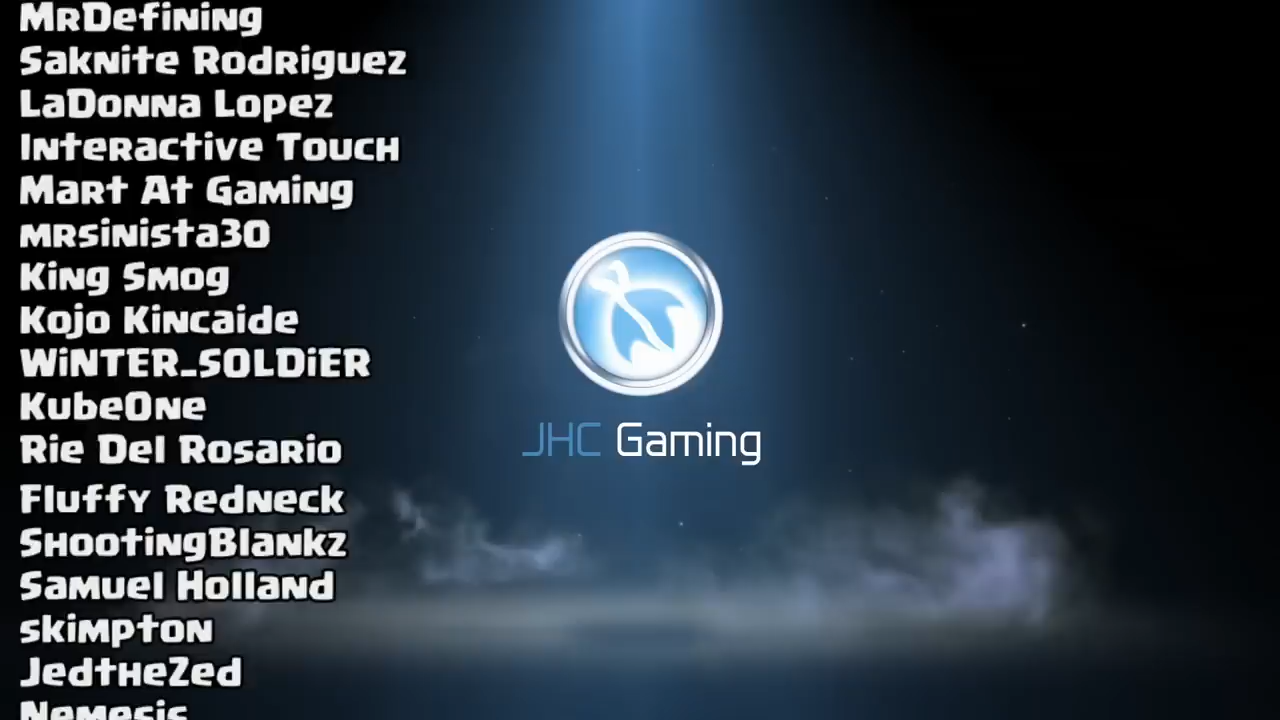 MrDefining
Saknite Rodriguez
LaDonna Lopez
Interactive Touch
Mart At Gaming
mrsinista30
King Smog
Kojo Kincaide
WiNTER_SOLDiER
KubeOne
Rie Del Rosario
Fluffy Redneck
ShootingBlankz
Samuel Holland
skimpton
JedtheZed
Nemesis
JHC Gaming